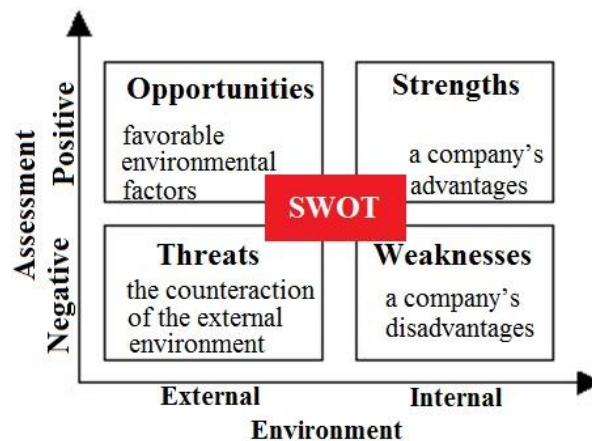 Assessment
Positive
Negative
Opportunities
favorable
environmental
factors
Strengths
a company's
advantages
SWOT
Threats
the counteraction
of the external
environment
Weaknesses
a company's
disadvantages
External
Internal
Environment